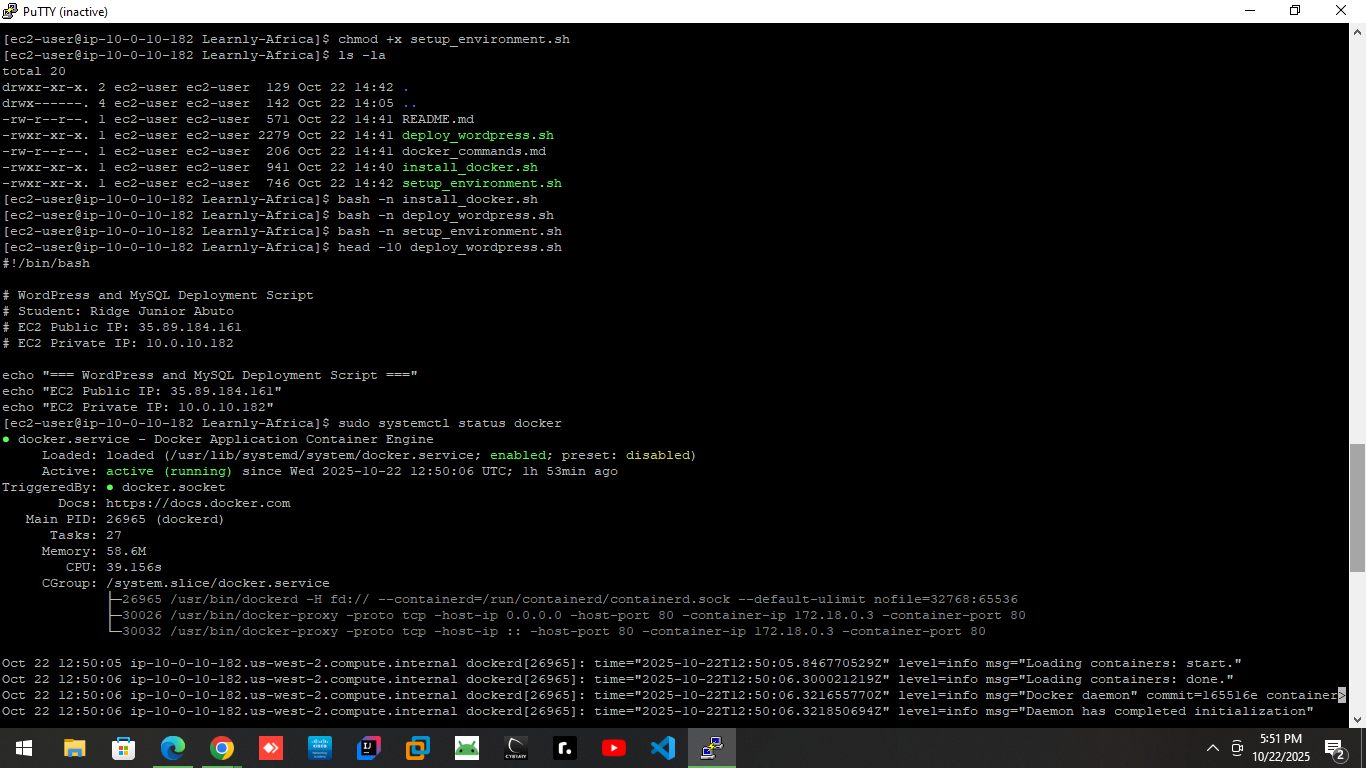 PuTTY (inactive)
[ec2-user@ip-10-0-10-182 Learnly-Africa]$ chmod +x setup_environment.sh
[ec2-user@ip-10-0-10-182 Learnly-Africa]$ ls -la
total 20
drwxr-xr-x. 2 ec2-user ec2-user  129 Oct 22 14:42 .
drwx------. 4 ec2-user ec2-user  142 Oct 22 14:05 ..
-rw-r--r--. 1 ec2-user ec2-user  571 Oct 22 14:41 README.md
-rwxr-xr-x. 1 ec2-user ec2-user 2279 Oct 22 14:41 deploy_wordpress.sh
-rw-r--r--. 1 ec2-user ec2-user  206 Oct 22 14:41 docker_commands.md
-rwxr-xr-x. 1 ec2-user ec2-user  941 Oct 22 14:40 install_docker.sh
-rwxr-xr-x. 1 ec2-user ec2-user  746 Oct 22 14:42 setup_environment.sh
[ec2-user@ip-10-0-10-182 Learnly-Africa]$ bash -n install_docker.sh
[ec2-user@ip-10-0-10-182 Learnly-Africa]$ bash -n deploy_wordpress.sh
[ec2-user@ip-10-0-10-182 Learnly-Africa]$ bash -n setup_environment.sh
[ec2-user@ip-10-0-10-182 Learnly-Africa]$ head -10 deploy_wordpress.sh
#!/bin/bash

# WordPress and MySQL Deployment Script
# Student: Ridge Junior Abuto
# EC2 Public IP: 35.89.184.161
# EC2 Private IP: 10.0.10.182

echo "=== WordPress and MySQL Deployment Script ==="
echo "EC2 Public IP: 35.89.184.161"
echo "EC2 Private IP: 10.0.10.182"
[ec2-user@ip-10-0-10-182 Learnly-Africa]$ sudo systemctl status docker
● docker.service - Docker Application Container Engine
     Loaded: loaded (/usr/lib/systemd/system/docker.service; enabled; preset: disabled)
     Active: active (running) since Wed 2025-10-22 12:50:06 UTC; 1h 53min ago
TriggeredBy: ● docker.socket
       Docs: https://docs.docker.com
   Main PID: 26965 (dockerd)
      Tasks: 27
     Memory: 58.6M
        CPU: 39.156s
     CGroup: /system.slice/docker.service
             ├─26965 /usr/bin/dockerd -H fd:// --containerd=/run/containerd/containerd.sock --default-ulimit nofile=32768:65536
             ├─30026 /usr/bin/docker-proxy -proto tcp -host-ip 0.0.0.0 -host-port 80 -container-ip 172.18.0.3 -container-port 80
             └─30032 /usr/bin/docker-proxy -proto tcp -host-ip :: -host-port 80 -container-ip 172.18.0.3 -container-port 80

Oct 22 12:50:05 ip-10-0-10-182.us-west-2.compute.internal dockerd[26965]: time="2025-10-22T12:50:05.846770529Z" level=info msg="Loading containers: start."
Oct 22 12:50:06 ip-10-0-10-182.us-west-2.compute.internal dockerd[26965]: time="2025-10-22T12:50:06.300021219Z" level=info msg="Loading containers: done."
Oct 22 12:50:06 ip-10-0-10-182.us-west-2.compute.internal dockerd[26965]: time="2025-10-22T12:50:06.321655770Z" level=info msg="Docker daemon" commit=165516e container>
Oct 22 12:50:06 ip-10-0-10-182.us-west-2.compute.internal dockerd[26965]: time="2025-10-22T12:50:06.321850694Z" level=info msg="Daemon has completed initialization"
5:51 PM
10/22/2025
2